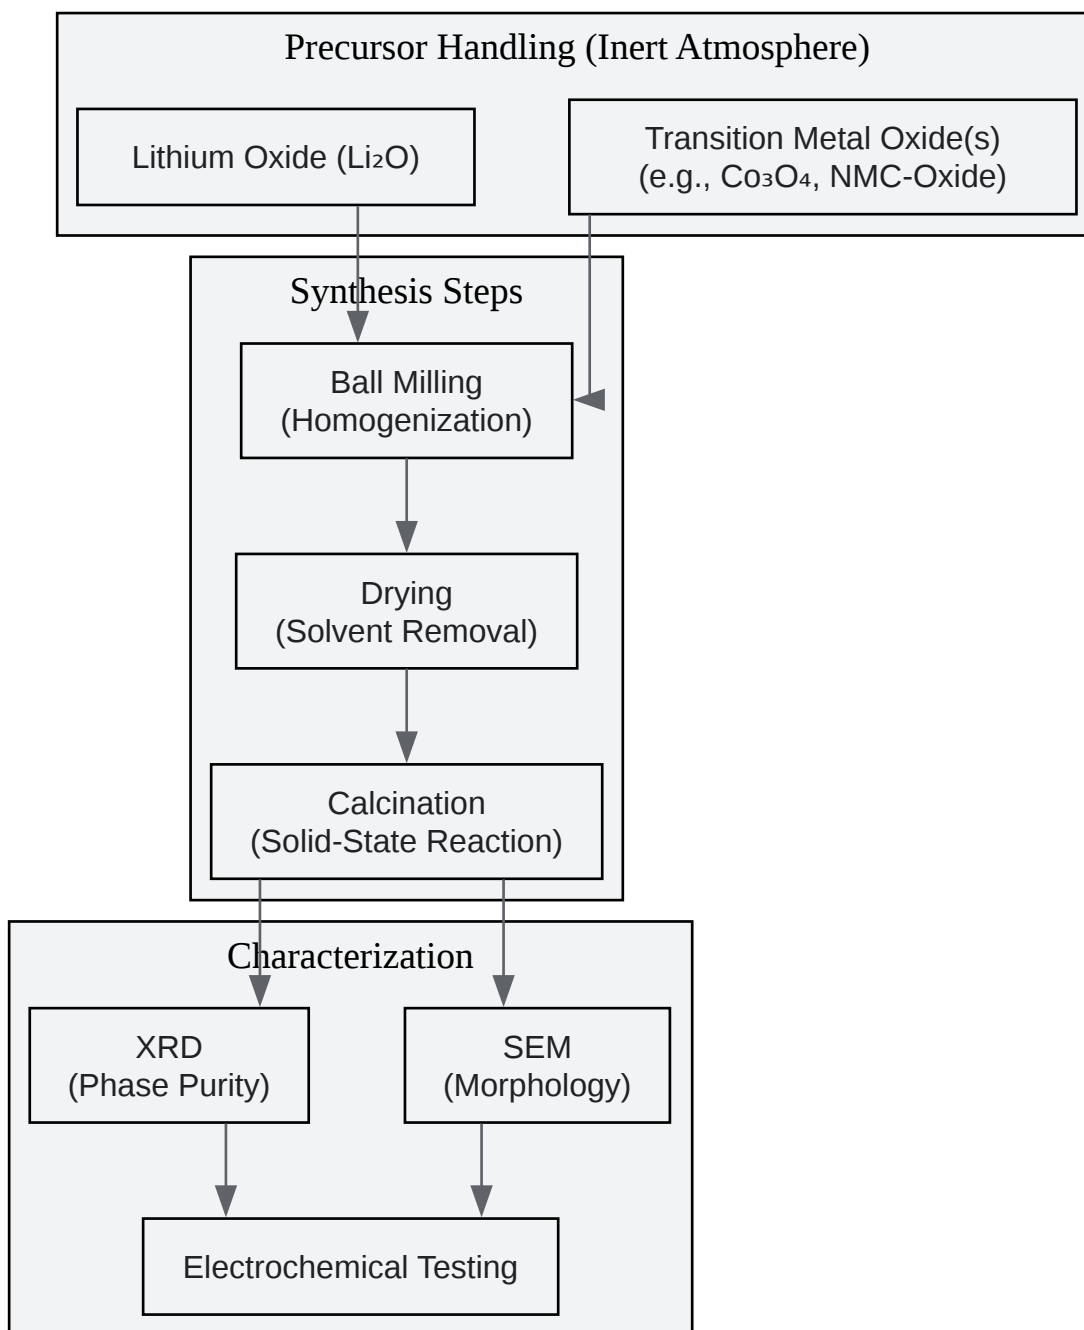 Precursor Handling (Inert Atmosphere)
Lithium Oxide (Li₂O)
Transition Metal Oxide(s)
(e.g., Co₃O₄, NMC-Oxide)
Synthesis Steps
Ball Milling
(Homogenization)
Drying
(Solvent Removal)
Calcination
(Solid-State Reaction)
Characterization
XRD
(Phase Purity)
SEM
(Morphology)
Electrochemical Testing